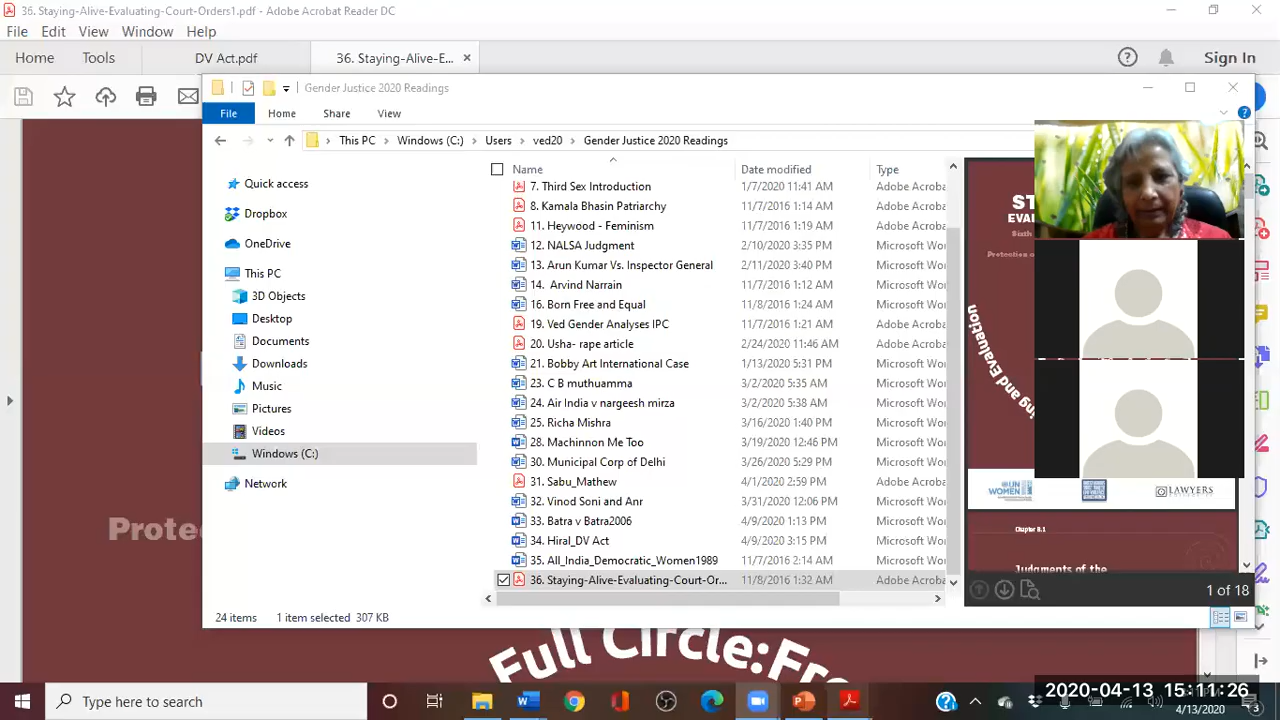 36. Staying-Alive-Evaluating-Court-Orders1.pdf - Adobe Acrobat Reader DC
File Edit View Window Help
Home Tools DV Act.pdf 36. Staying-Alive-E... × Sign In
Gender Justice 2020 Readings
File Home Share View
This PC > Windows (C:) > Users > ved20 > Gender Justice 2020 Readings
Name Date modified Type
7. Third Sex Introduction 1/7/2020 11:41 AM Adobe Acroba
8. Kamala Bhasin Patriarchy 11/7/2016 1:14 AM Adobe Acroba
11. Heywood - Feminism 11/7/2016 1:19 AM Adobe Acroba
12. NALSA Judgment 2/10/2020 3:35 PM Microsoft Wor
13. Arun Kumar Vs. Inspector General 2/11/2020 3:40 PM Microsoft Wor
14. Arvind Narrain 11/7/2016 1:12 AM Microsoft Wor
16. Born Free and Equal 11/8/2016 1:24 AM Microsoft Wor
19. Ved Gender Analyses IPC 11/7/2016 1:21 AM Adobe Acroba
20. Usha- rape article 2/24/2020 11:46 AM Adobe Acroba
21. Bobby Art International Case 1/13/2020 5:31 PM Microsoft Wor
23. C B muthuamma 3/2/2020 5:35 AM Microsoft Wor
24. Air India v nargeesh mirza 3/2/2020 5:38 AM Microsoft Wor
25. Richa Mishra 3/16/2020 1:40 PM Microsoft Wor
28. Machinnon Me Too 3/19/2020 12:46 PM Microsoft Wor
30. Municipal Corp of Delhi 3/26/2020 5:29 PM Microsoft Wor
31. Sabu_Mathew 4/1/2020 2:59 PM Adobe Acroba
32. Vinod Soni and Anr 3/31/2020 12:06 PM Microsoft Wor
33. Batra v Batra2006 4/9/2020 1:13 PM Microsoft Wor
34. Hiral_DV Act 4/9/2020 3:15 PM Microsoft Wor
35. All_India_Democratic_Women1989 11/7/2016 2:14 AM Microsoft Wor
36. Staying-Alive-Evaluating-Court-Or... 11/8/2016 1:32 AM Adobe Acroba
Quick access
Dropbox
OneDrive
This PC
3D Objects
Desktop
Documents
Downloads
Music
Pictures
Videos
Windows (C:)
Network
24 items 1 item selected 307 KB
ST
EVAL
Sixth
Protection o
ing and Evaluation
UN WOMEN
LAWYERS
Chapter B.1
Judgments of the
1 of 18
Prote
Full Circle:Fr
Type here to search
2020-04-13 15:11:26
4/13/2020
3